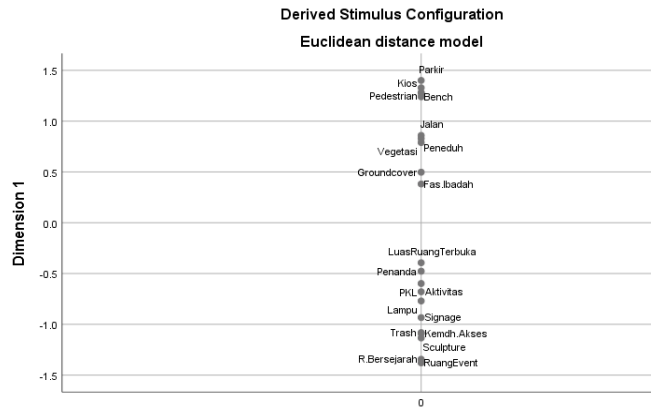 Derived Stimulus Configuration
Euclidean distance model
Parkir
1.5
Kios
Pedestrian Bench
Jalan
1.0
Peneduh
Vegetasi
Groundcover
0.5
Fas.Ibadah
0.0
Dimension 1
LuasRuangTerbuka
Penanda
-0.5
PKL Aktivitas
Lampu
Signage
-1.0
Trash Kemdh.Akses
Sculpture
R.Bersejarah RuangEvent
-1.5
0